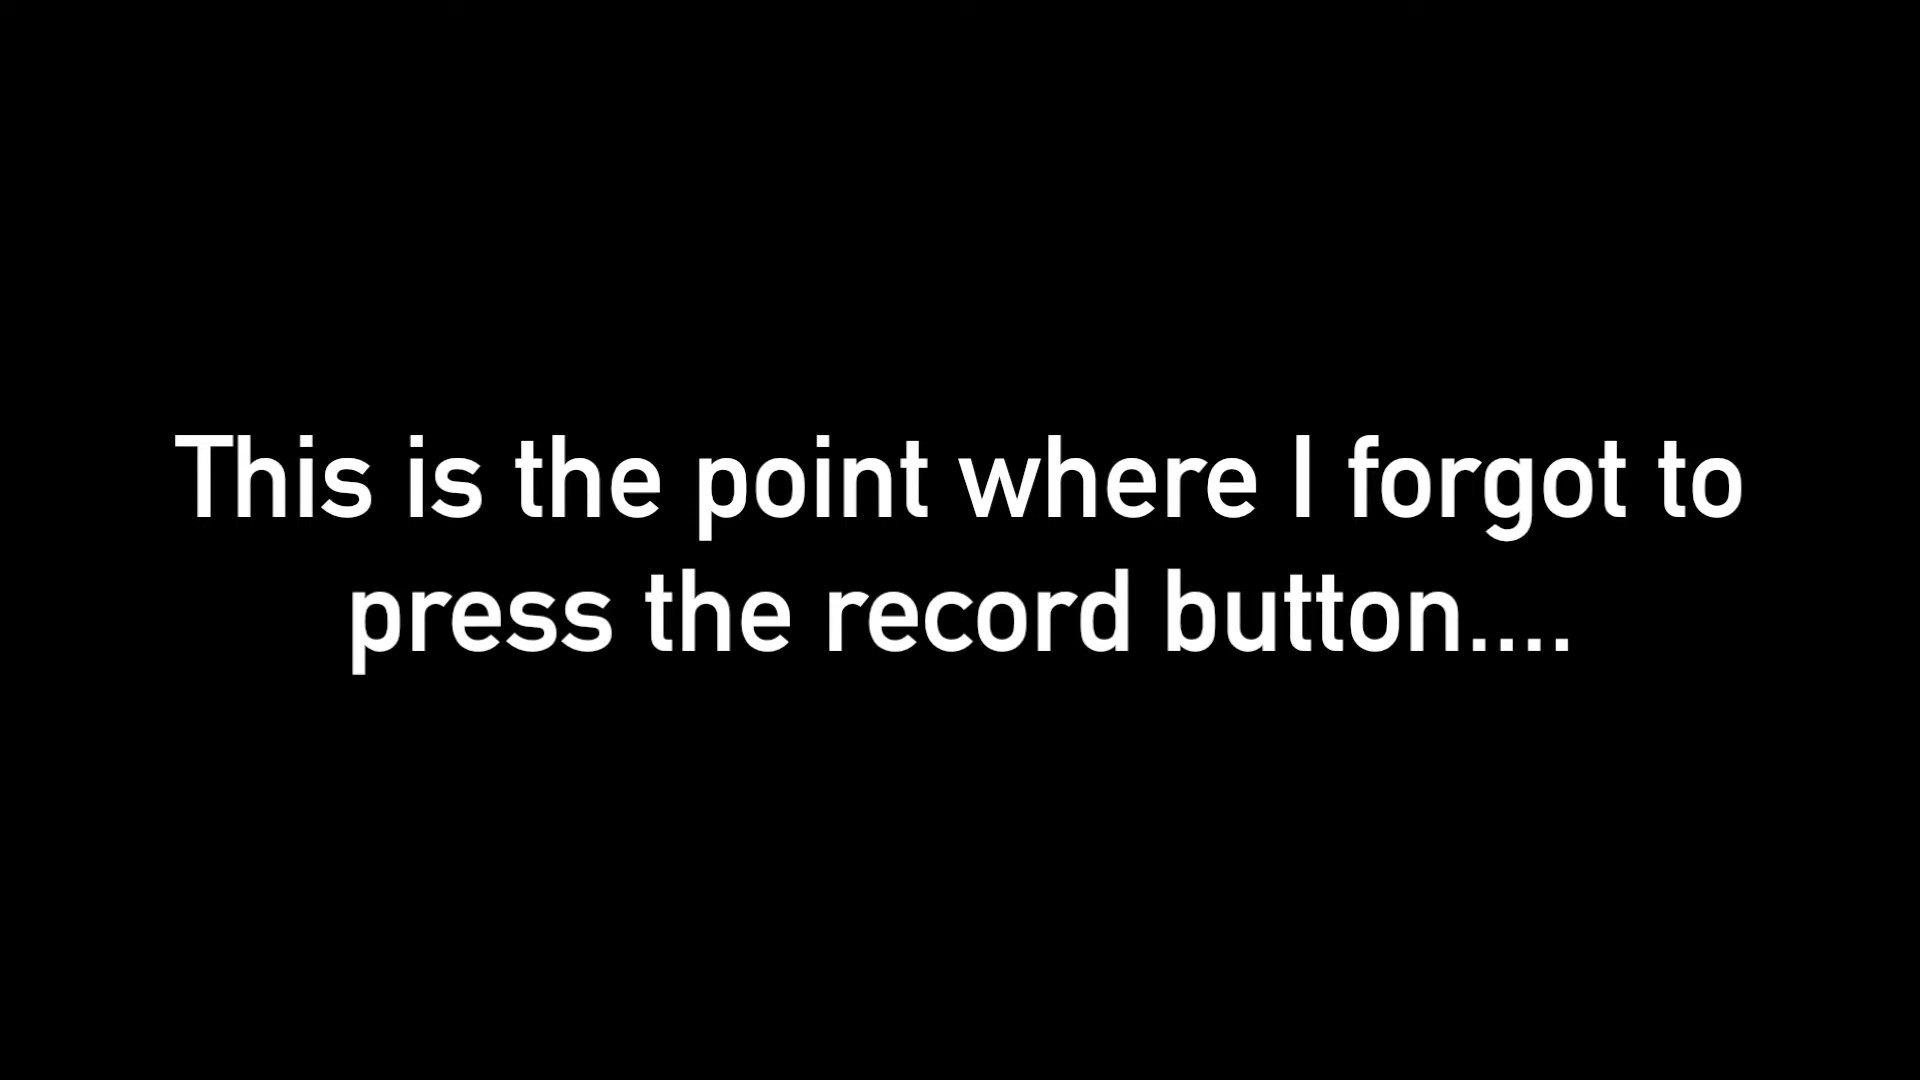 This is the point where I forgot to
press the record button....